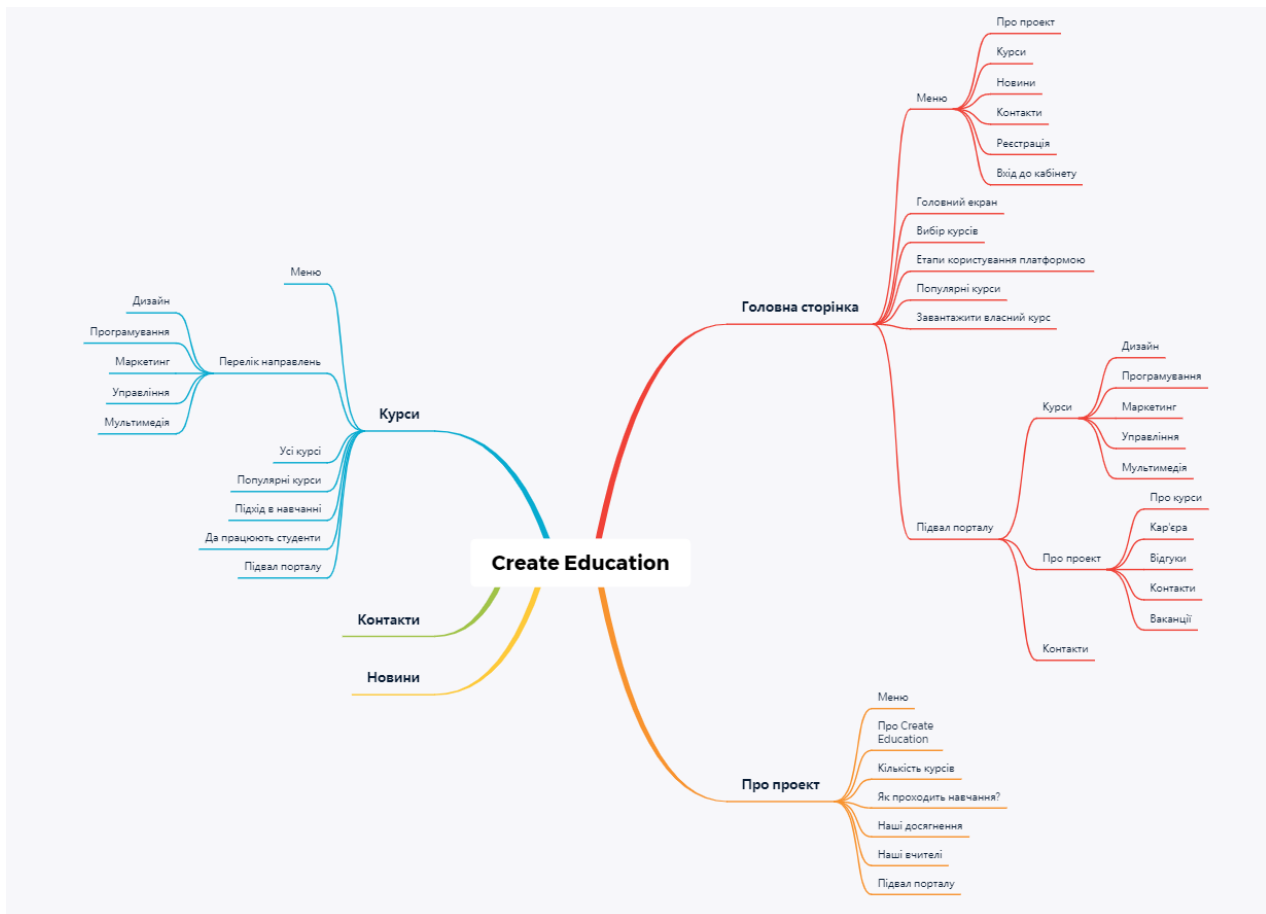 Create Education
Головна сторінка
Меню
Про проект
Курси
Новини
Контакти
Реєстрація
Вхід до кабінету
Головний екран
Вибір курсів
Етапи користування платформою
Популярні курси
Завантажити власний курс
Підвал порталу
Курси
Дизайн
Програмування
Маркетинг
Управління
Мультимедія
Про проект
Про курси
Кар'єра
Відгуки
Контакти
Ваканції
Контакти
Про проект
Меню
Про Create
Education
Кількість курсів
Як проходить навчання?
Наші досягнення
Наші вчителі
Підвал порталу
Курси
Меню
Перелік направлень
Дизайн
Програмування
Маркетинг
Управління
Мультимедія
Усі курсі
Популярні курси
Підхід в навчанні
Да працюють студенти
Підвал порталу
Контакти
Новини